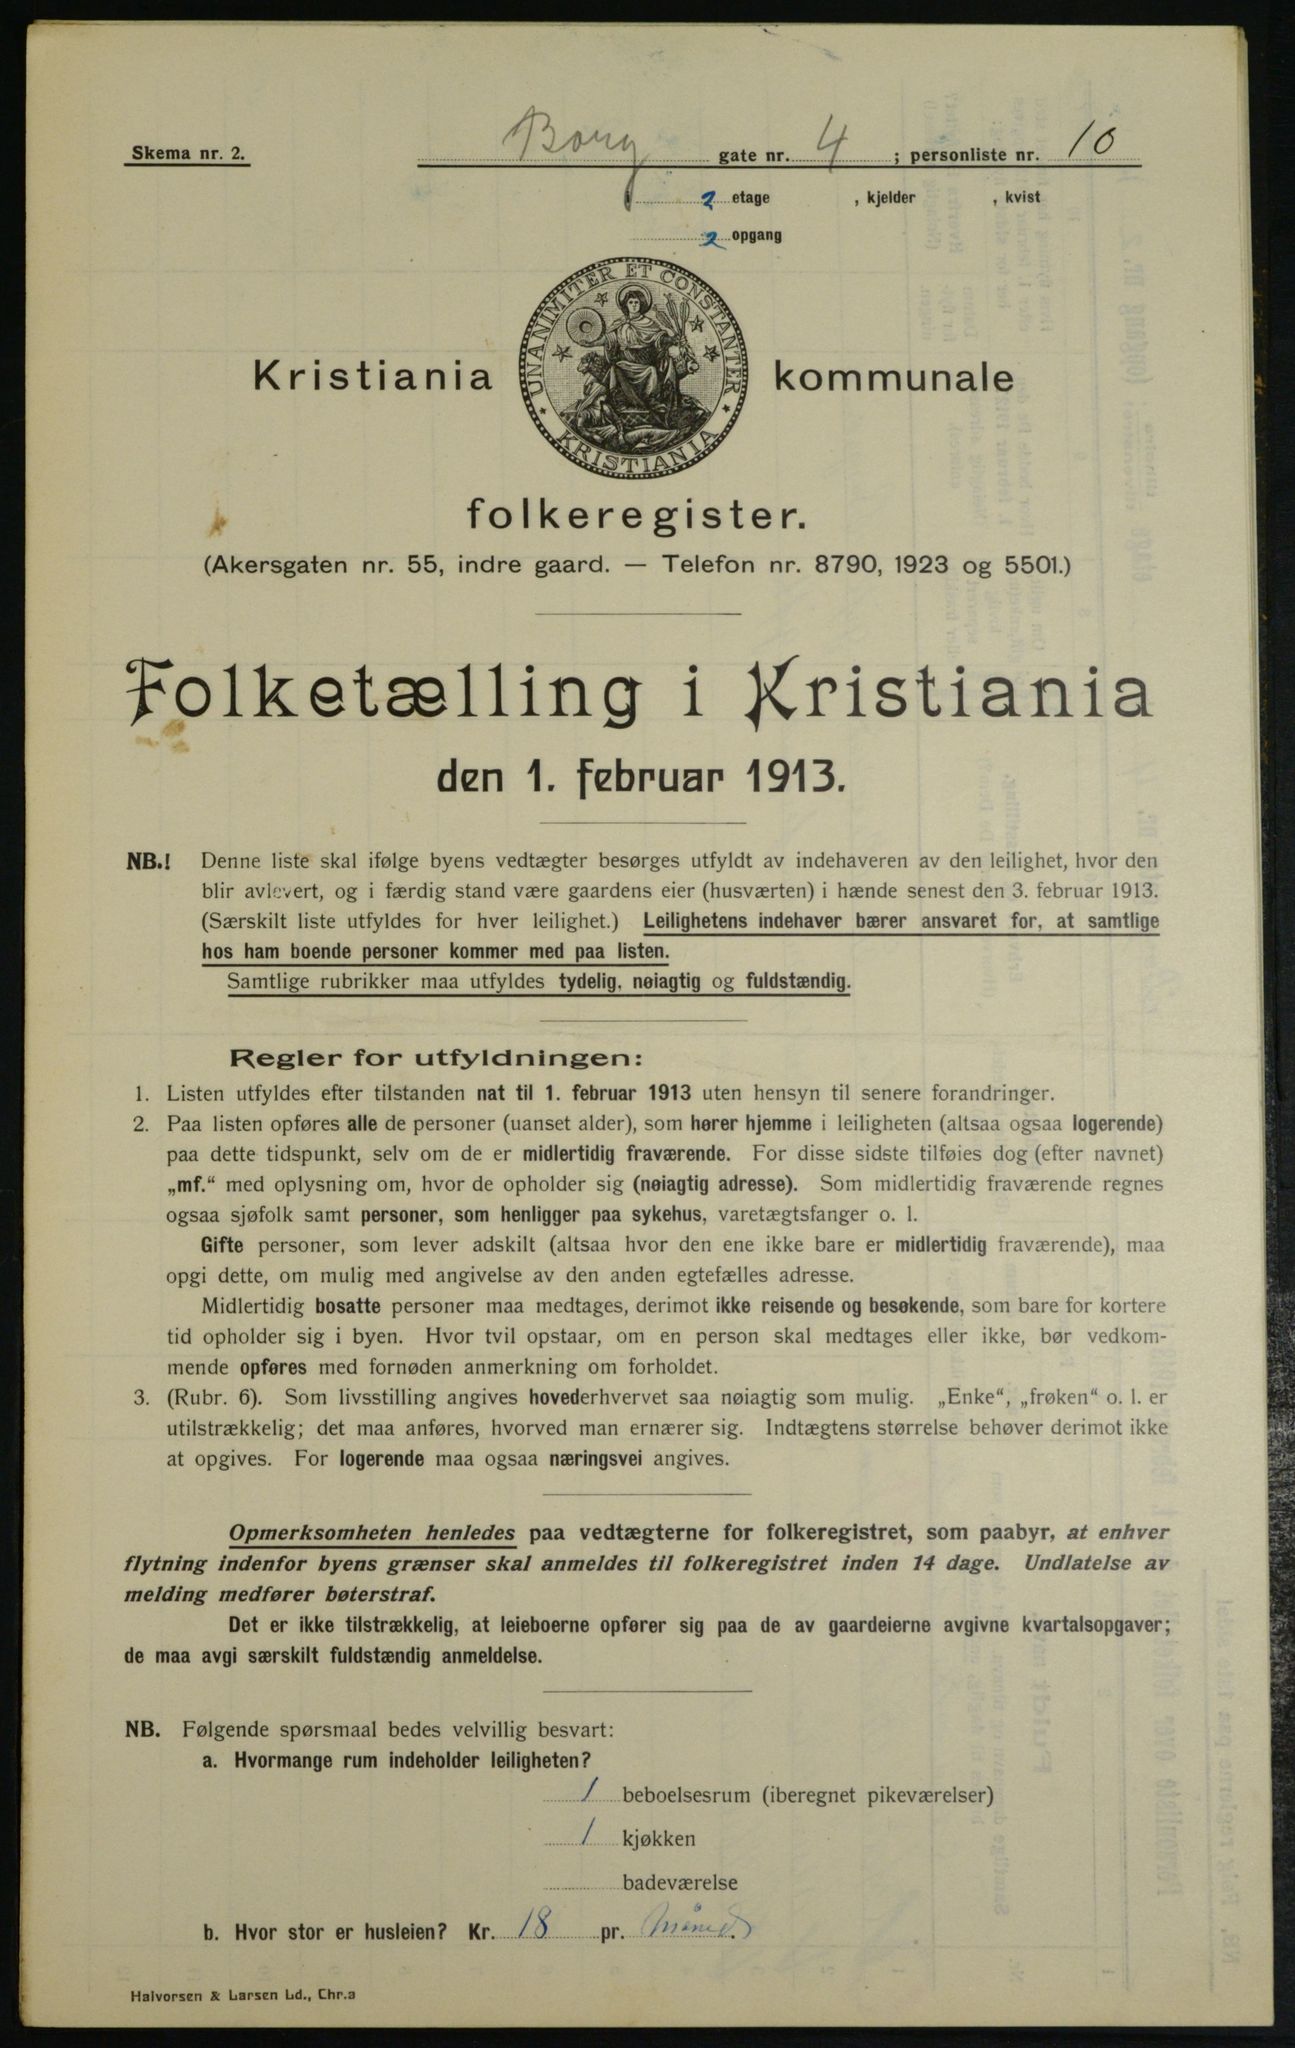 Skema nr. 2.
Borg gate nr. 4 ; personliste nr. 10
i 2 etage , kjelder , kvist
2 opgang
UNANIMITER ET CONSTANTER
KRISTIANIA
Kristiania kommunale
folkeregister.
(Akersgaten nr. 55, indre gaard. — Telefon nr. 8790, 1923 og 5501.)
Folketælling i Kristiania
den 1. februar 1913.
NB.! Denne liste skal ifølge byens vedtægter besørges utfyldt av indehaveren av den leilighet, hvor den
blir avlevert, og i færdig stand være gaardens eier (husværten) i hænde senest den 3. februar 1913.
(Særskilt liste utfyldes for hver leilighet.) Leilighetens indehaver bærer ansvaret for, at samtlige
hos ham boende personer kommer med paa listen.
Samtlige rubrikker maa utfyldes tydelig, nøiagtig og fuldstændig.
Regler for utfyldningen:
1. Listen utfyldes efter tilstanden nat til 1. februar 1913 uten hensyn til senere forandringer.
2. Paa listen opføres alle de personer (uanset alder), som hører hjemme i leiligheten (altsaa ogsaa logerende)
paa dette tidspunkt, selv om de er midlertidig fraværende. For disse sidste tilføies dog (efter navnet)
„mf.“ med oplysning om, hvor de opholder sig (nøiagtig adresse). Som midlertidig fraværende regnes
ogsaa sjøfolk samt personer, som henligger paa sykehus, varetægtsfanger o. l.
Gifte personer, som lever adskilt (altsaa hvor den ene ikke bare er midlertidig fraværende), maa
opgi dette, om mulig med angivelse av den anden egtefælles adresse.
Midlertidig bosatte personer maa medtages, derimot ikke reisende og besøkende, som bare for kortere
tid opholder sig i byen. Hvor tvil opstaar, om en person skal medtages eller ikke, bør vedkom-
mende opføres med fornøden anmerkning om forholdet.
3. (Rubr. 6). Som livsstilling angives hovederhvervet saa nøiagtig som mulig. „Enke“, „frøken“ o. l. er
utilstrækkelig; det maa anføres, hvorved man ernærer sig. Indtægtens størrelse behøver derimot ikke
at opgives. For logerende maa ogsaa næringsvei angives.
Opmerksomheten henledes paa vedtægterne for folkeregistret, som paabyr, at enhver
flytning indenfor byens grænser skal anmeldes til folkeregistret inden 14 dage. Undlatelse av
melding medfører bøterstraf.
Det er ikke tilstrækkelig, at leieboerne opfører sig paa de av gaardeierne avgivne kvartalsopgaver;
de maa avgi særskilt fuldstændig anmeldelse.
NB. Følgende spørsmaal bedes velvillig besvart:
a. Hvormange rum indeholder leiligheten?
1 beboelsesrum (iberegnet pikeværelser)
1 kjøkken
badeværelse
b. Hvor stor er husleien? Kr. 18 pr. Måned.
Halvorsen & Larsen Ld., Chr.a